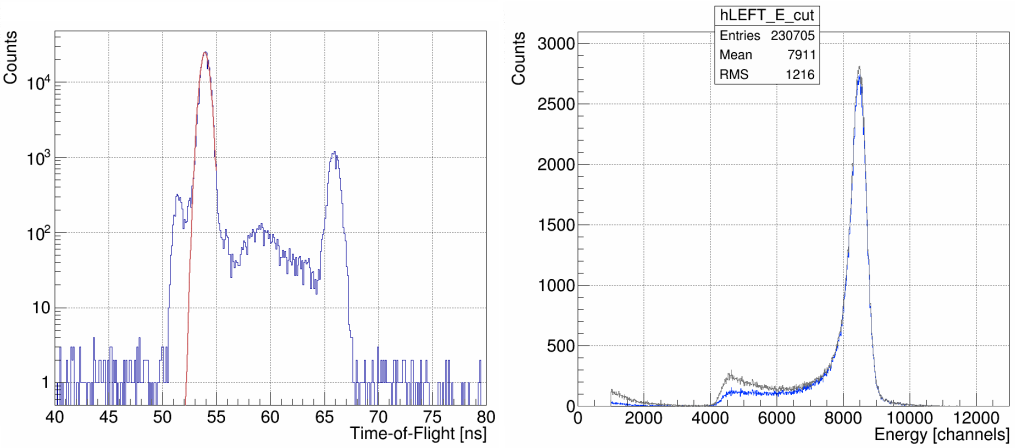 Counts
10^4
10^3
10^2
10
1
40 45 50 55 60 65 70 75 80
Time-of-Flight [ns]
hLEFT_E_cut
Entries 230705
Mean 7911
RMS 1216
Counts
3000
2500
2000
1500
1000
500
0
0 2000 4000 6000 8000 10000 12000
Energy [channels]